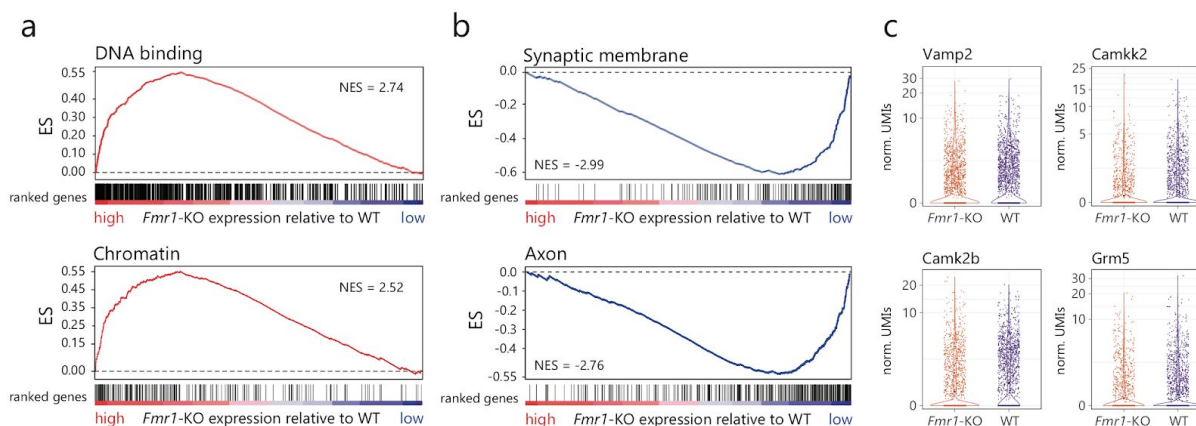 a
DNA binding
0.55
0.40
0.30
0.20
0.10
0.00
ES
NES = 2.74
ranked genes
high Fmr1-KO expression relative to WT low
Chromatin
0.55
0.45
0.35
0.25
0.15
0.00
ES
NES = 2.52
ranked genes
high Fmr1-KO expression relative to WT low
b
Synaptic membrane
0.0
-0.2
-0.4
-0.6
ES
NES = -2.99
ranked genes
high Fmr1-KO expression relative to WT low
Axon
0.0
-0.1
-0.2
-0.3
-0.4
-0.55
ES
NES = -2.76
ranked genes
high Fmr1-KO expression relative to WT low
c
Vamp2
30
20
10
0
norm. UMIs
Fmr1-KO WT
Camkk2
25
15
10
5
0
norm. UMIs
Fmr1-KO WT
Camk2b
20
10
0
norm. UMIs
Fmr1-KO WT
Grm5
30
20
10
0
norm. UMIs
Fmr1-KO WT